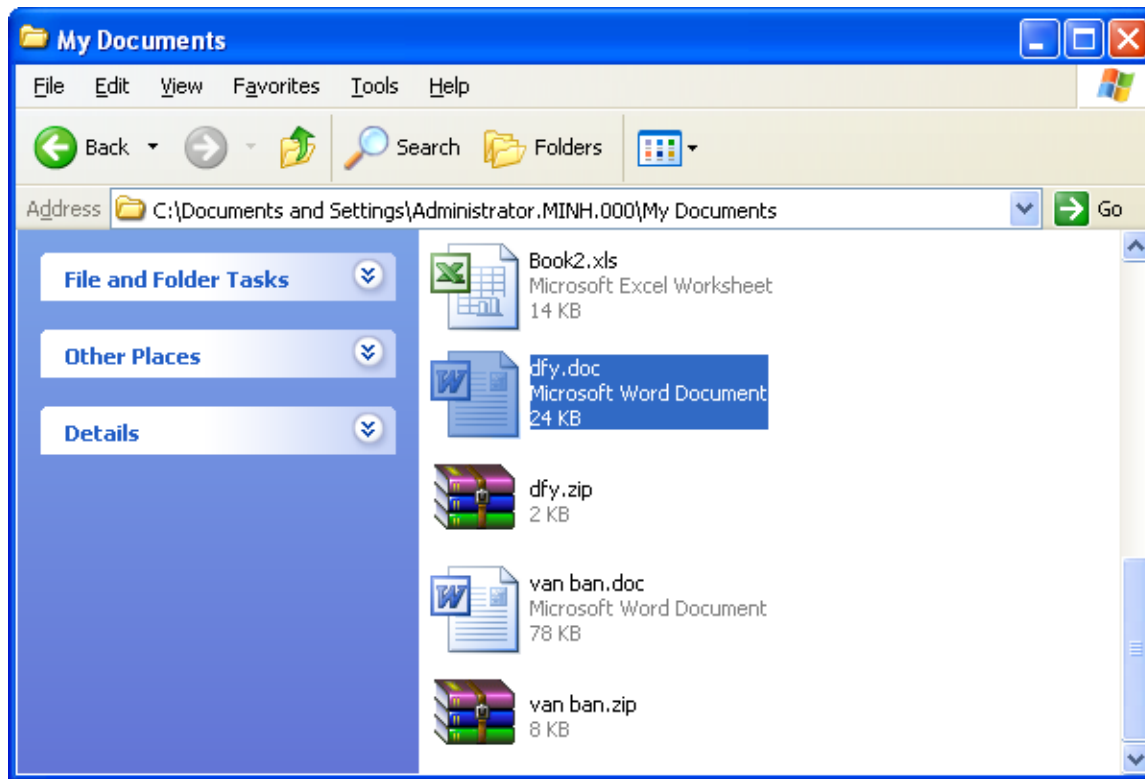 My Documents
File Edit View Favorites Tools Help
Back Search Folders
Address C:\Documents and Settings\Administrator.MINH.000\My Documents Go
File and Folder Tasks
Other Places
Details
Book2.xls
Microsoft Excel Worksheet
14 KB
dfy.doc
Microsoft Word Document
24 KB
dfy.zip
2 KB
van ban.doc
Microsoft Word Document
78 KB
van ban.zip
8 KB